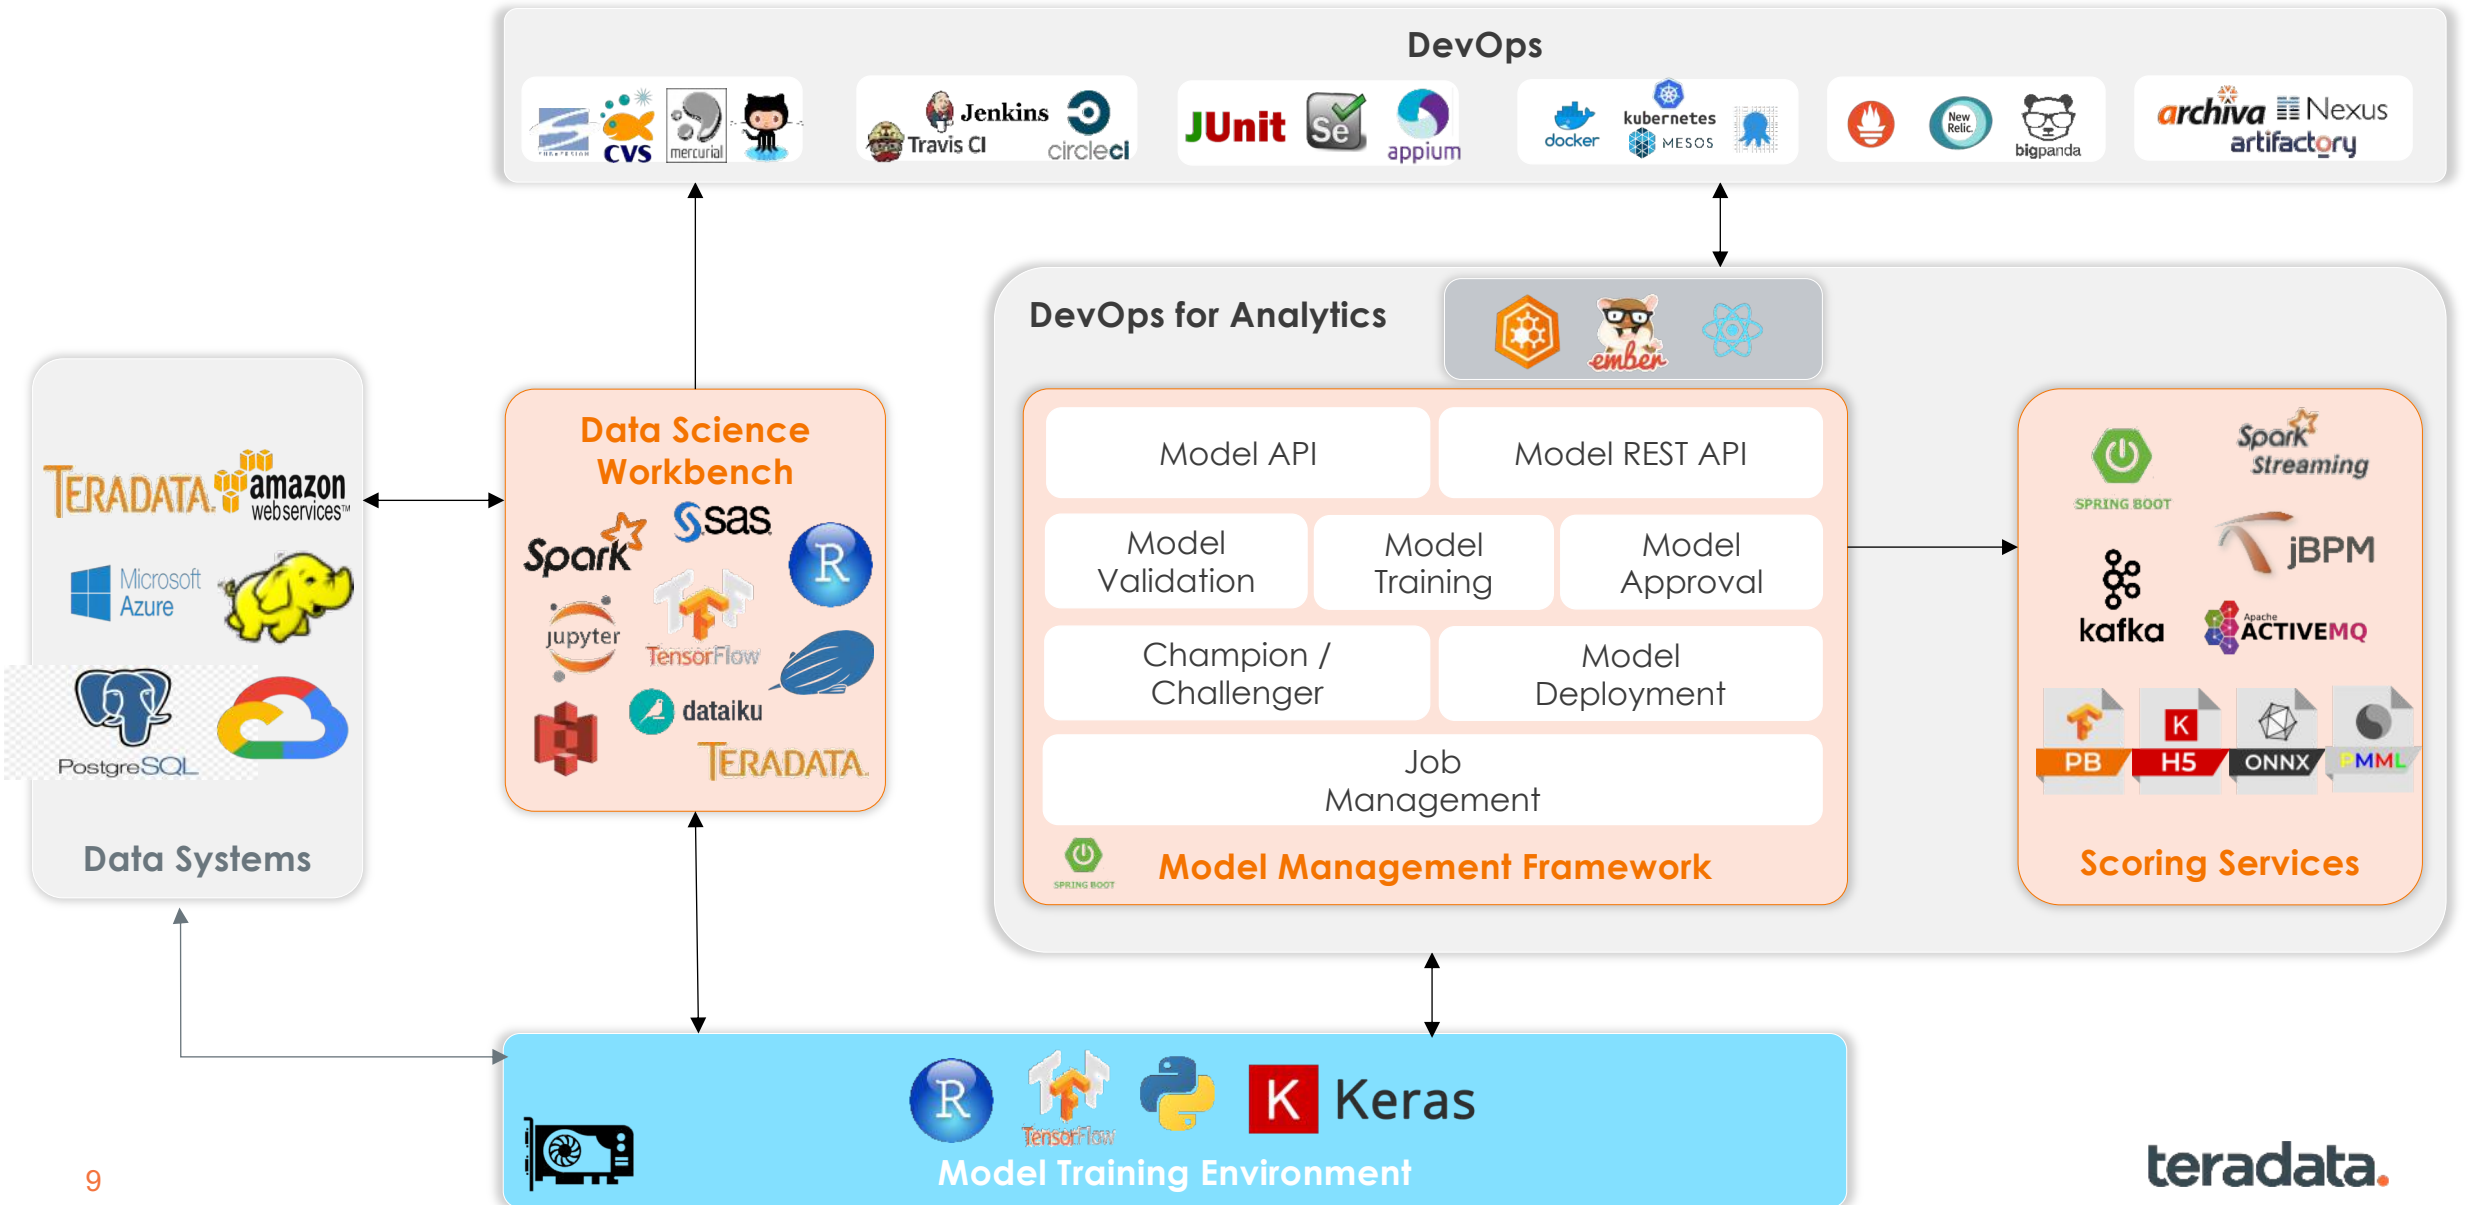 DevOps
CVS
mercurial
Jenkins
Travis CI
circleci
JUnit
Se
appium
docker
kubernetes
MESOS
New
Relic.
bigpanda
archiva
Nexus
artifactory
DevOps for Analytics
ember
TERADATA.
amazon
webservices™
Microsoft
Azure
PostgreSQL
Data Systems
Data Science
Workbench
Spark
sas
R
jupyter
TensorFlow
dataiku
TERADATA.
Model API
Model REST API
Model
Validation
Model
Training
Model
Approval
Champion /
Challenger
Model
Deployment
Job
Management
SPRING BOOT
Model Management Framework
SPRING BOOT
Spark
Streaming
jBPM
kafka
Apache
ACTIVEMQ
PB
K
H5
ONNX
PMML
Scoring Services
R
TensorFlow
K Keras
Model Training Environment
9
teradata.